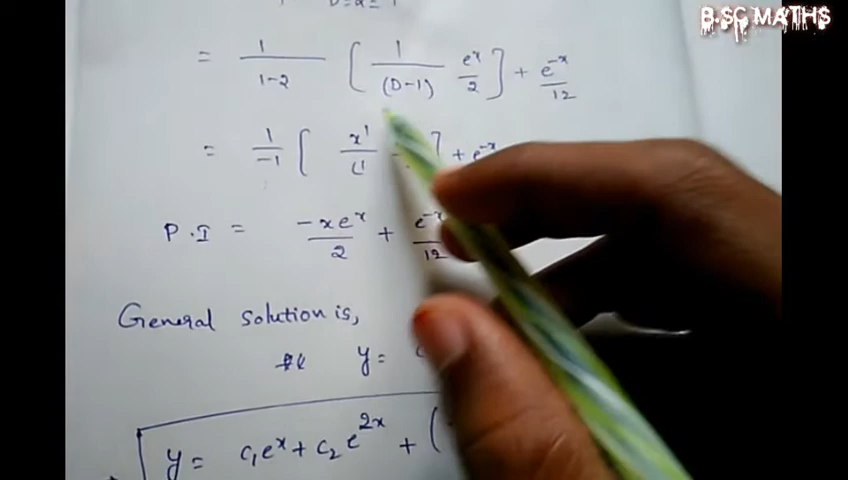 B.SC MATHS
= 1/(1-2) [ 1/(D-1) e^x/2 ] + e^-x/12
= 1/-1 [ x^1/L1 ] + e^-x
P.I = -xe^x/2 + e^-x/12
General solution is,
y =
y = c₁e^x + c₂e^2x + (